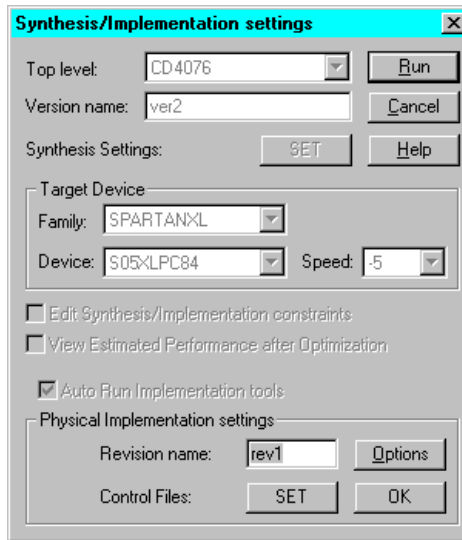 Synthesis/Implementation settings
Top level: CD4076 Run
Version name: ver2 Cancel
Synthesis Settings: SET Help
Target Device
Family: SPARTANXL
Device: S05XLPC84 Speed: -5
Edit Synthesis/Implementation constraints
View Estimated Performance after Optimization
Auto Run Implementation tools
Physical Implementation settings
Revision name: rev1 Options
Control Files: SET OK